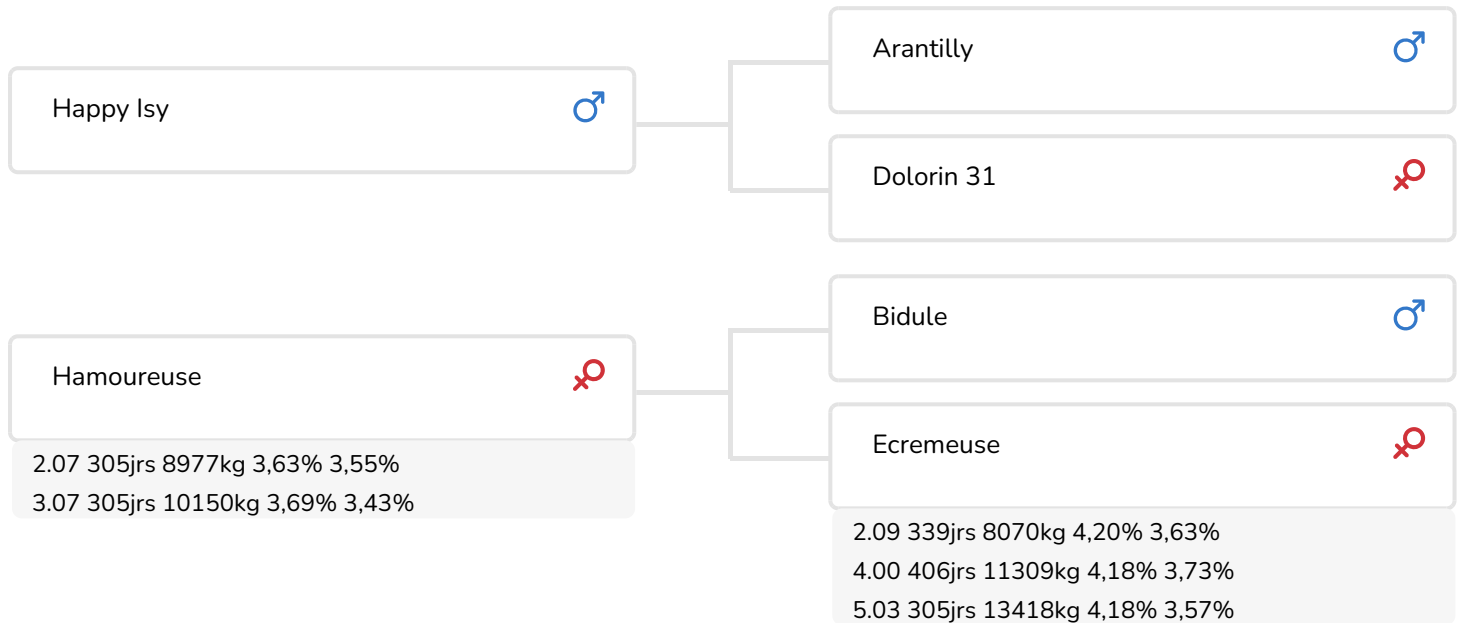 Happy Isy
Arantilly
Dolorin 31
Hamoureuse
2.07 305jrs 8977kg 3,63% 3,55%
3.07 305jrs 10150kg 3,69% 3,43%
Bidule
Ecremeuse
2.09 339jrs 8070kg 4,20% 3,63%
4.00 406jrs 11309kg 4,18% 3,73%
5.03 305jrs 13418kg 4,18% 3,57%